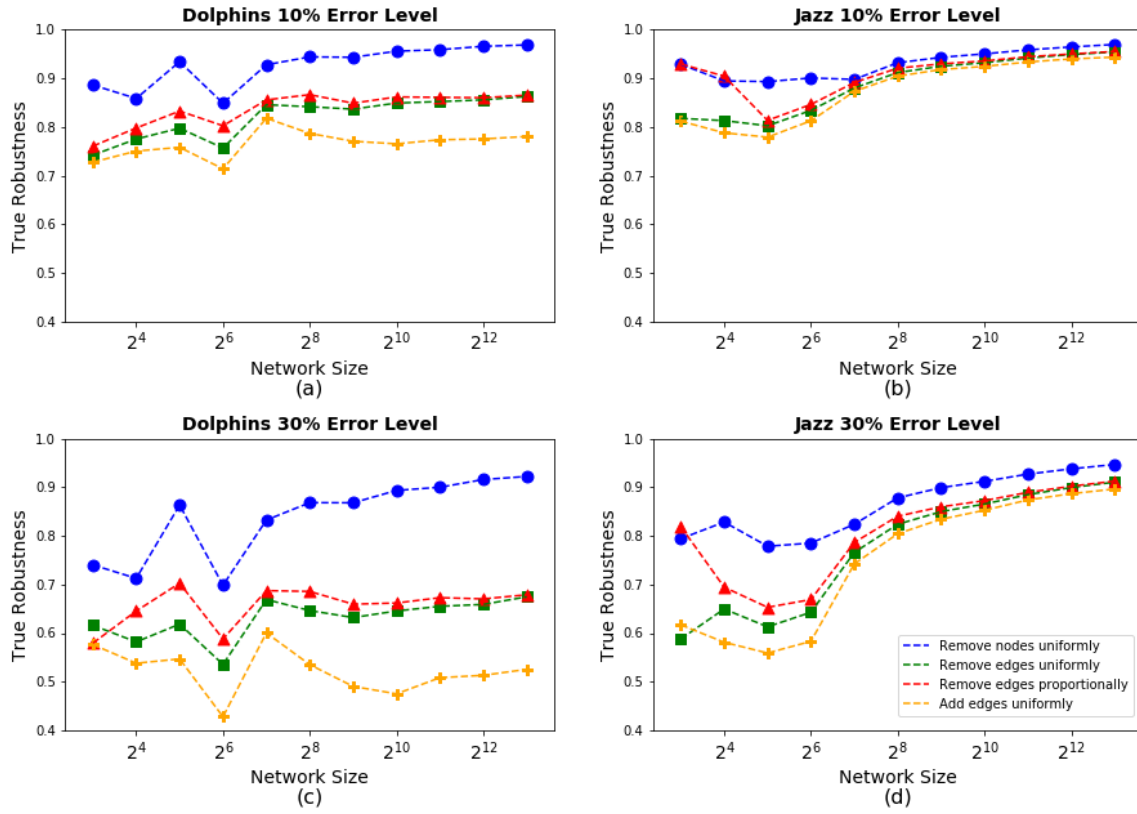 Dolphins 10% Error Level
1.0
0.9
0.8
0.7
0.6
0.5
0.4
True Robustness
2^4
2^6
2^8
2^10
2^12
Network Size
(a)
Jazz 10% Error Level
1.0
0.9
0.8
0.7
0.6
0.5
0.4
True Robustness
2^4
2^6
2^8
2^10
2^12
Network Size
(b)
Dolphins 30% Error Level
1.0
0.9
0.8
0.7
0.6
0.5
0.4
True Robustness
2^4
2^6
2^8
2^10
2^12
Network Size
(c)
Jazz 30% Error Level
1.0
0.9
0.8
0.7
0.6
0.5
0.4
True Robustness
Remove nodes uniformly
Remove edges uniformly
Remove edges proportionally
Add edges uniformly
2^4
2^6
2^8
2^10
2^12
Network Size
(d)